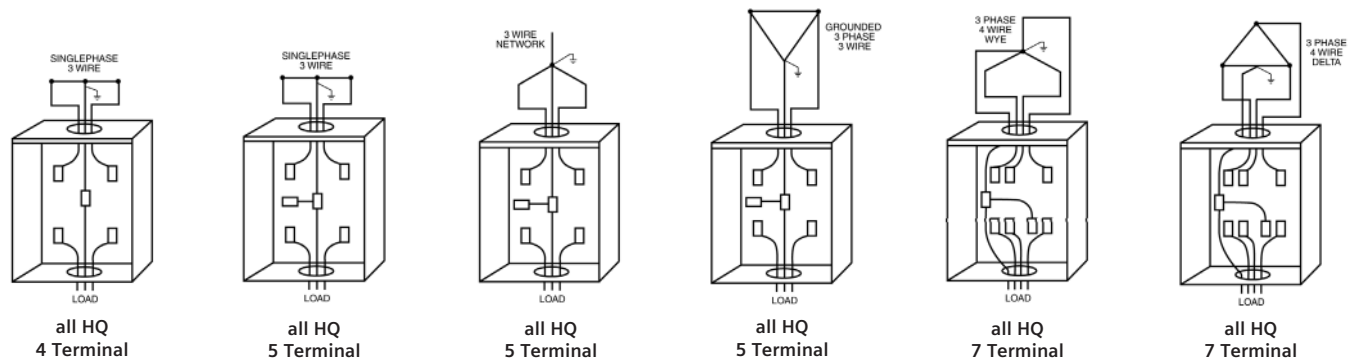 SINGLEPHASE
3 WIRE
LOAD
all HQ
4 Terminal
SINGLEPHASE
3 WIRE
LOAD
all HQ
5 Terminal
3 WIRE
NETWORK
LOAD
all HQ
5 Terminal
GROUNDED
3 PHASE
3 WIRE
LOAD
all HQ
5 Terminal
3 PHASE
4 WIRE
WYE
LOAD
all HQ
7 Terminal
3 PHASE
4 WIRE
DELTA
LOAD
all HQ
7 Terminal